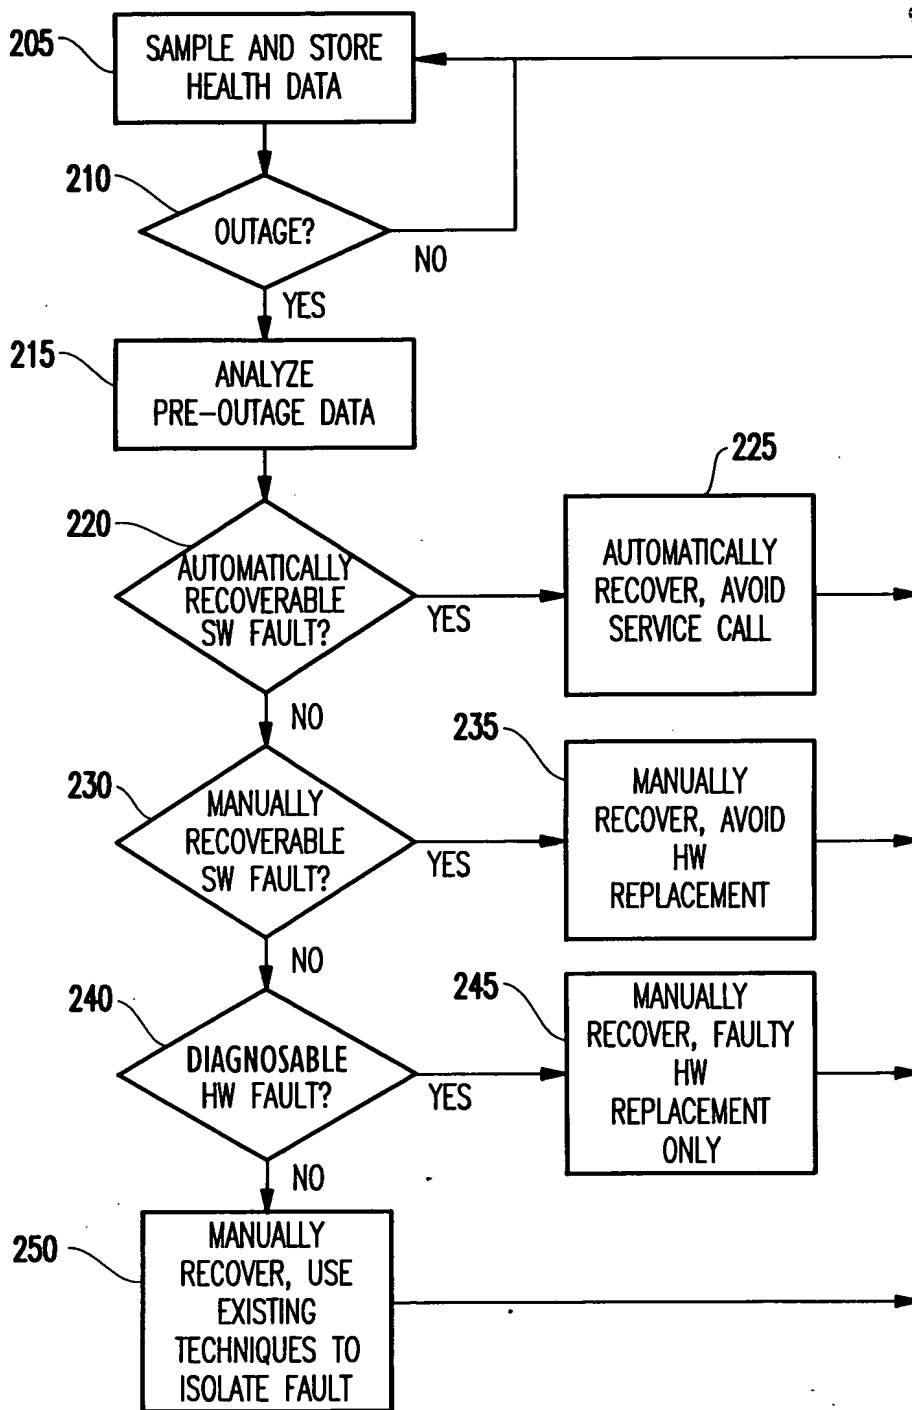 205
SAMPLE AND STORE
HEALTH DATA
210
OUTAGE?
NO
YES
215
ANALYZE
PRE-OUTAGE DATA
220
AUTOMATICALLY
RECOVERABLE
SW FAULT?
YES
225
AUTOMATICALLY
RECOVER, AVOID
SERVICE CALL
NO
230
MANUALLY
RECOVERABLE
SW FAULT?
YES
235
MANUALLY
RECOVER, AVOID
HW
REPLACEMENT
NO
240
DIAGNOSABLE
HW FAULT?
YES
245
MANUALLY
RECOVER, FAULTY
HW
REPLACEMENT
ONLY
NO
250
MANUALLY
RECOVER, USE
EXISTING
TECHNIQUES TO
ISOLATE FAULT